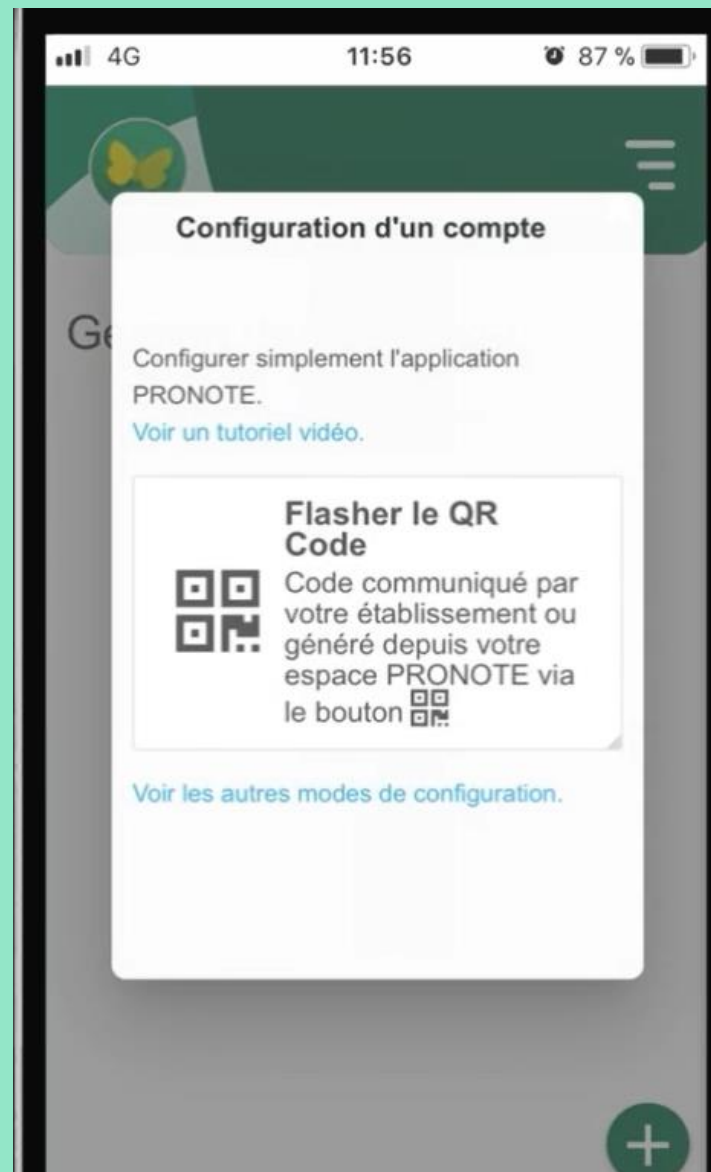 4G 11:56 87 %
Configuration d'un compte
Ge
Configurer simplement l'application
PRONOTE.
Voir un tutoriel vidéo.
Flasher le QR
Code
Code communiqué par
votre établissement ou
généré depuis votre
espace PRONOTE via
le bouton
Voir les autres modes de configuration.